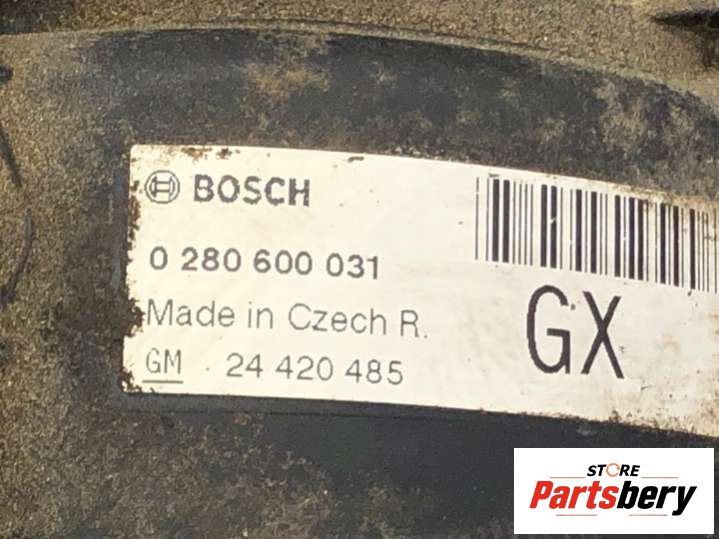 BOSCH
0 280 600 031
Made in Czech R.
GM 24 420 485
GX
STORE
Partsbery